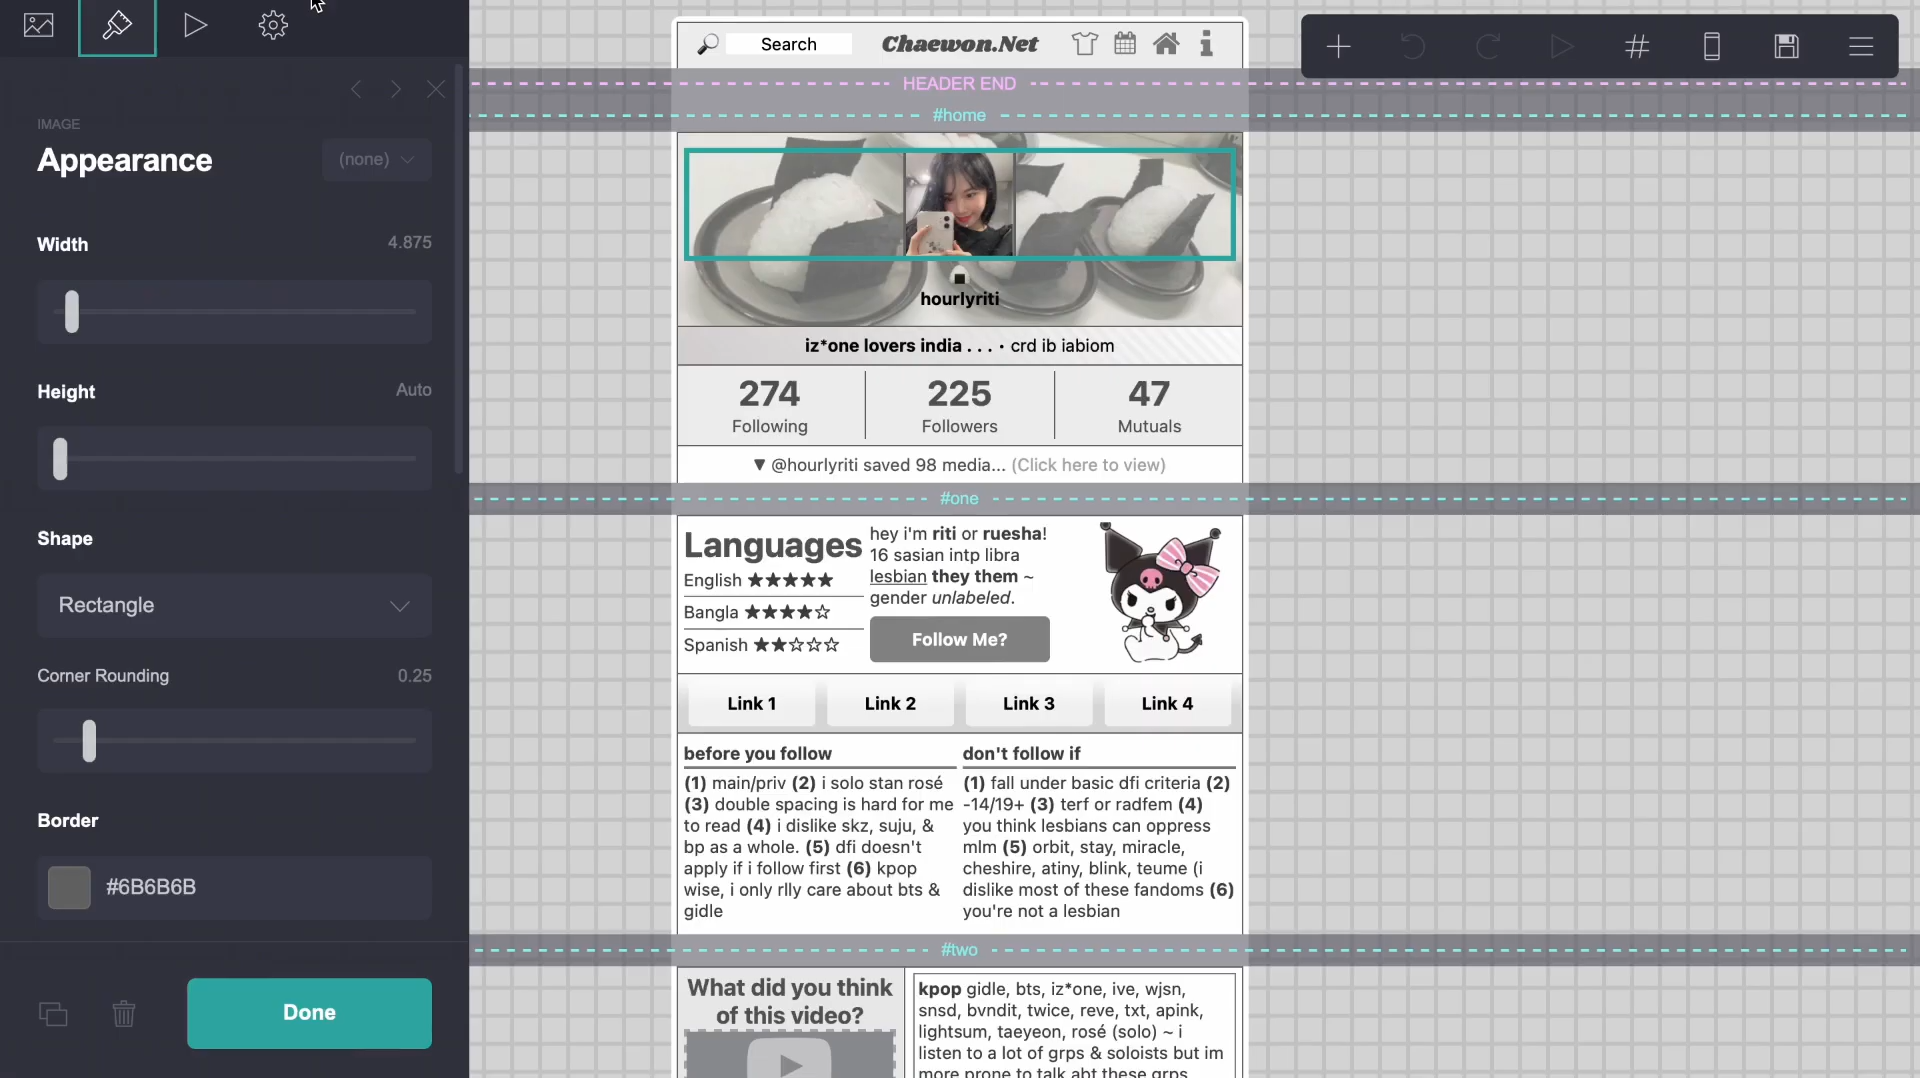 IMAGE
Appearance
(none)
Width
4.875
Height
Auto
Shape
Rectangle
Corner Rounding
0.25
Border
#6B6B6B
Done
Search
Chaewon.Net
HEADER END
#home
hourlyriti
iz*one lovers india . . . • crd ib iabiom
274
Following
225
Followers
47
Mutuals
▼ @hourlyriti saved 98 media... (Click here to view)
#one
Languages
English ★★★★★
Bangla ★★★★☆
Spanish ★★☆☆☆
hey i'm riti or ruesha!
16 sasian intp libra
lesbian they them ~
gender unlabeled.
Follow Me?
Link 1
Link 2
Link 3
Link 4
before you follow
(1) main/priv (2) i solo stan rosé
(3) double spacing is hard for me
to read (4) i dislike skz, suju, &
bp as a whole. (5) dfi doesn't
apply if i follow first (6) kpop
wise, i only rlly care about bts &
gidle
don't follow if
(1) fall under basic dfi criteria (2)
-14/19+ (3) terf or radfem (4)
you think lesbians can oppress
mlm (5) orbit, stay, miracle,
cheshire, atiny, blink, teume (i
dislike most of these fandoms (6)
you're not a lesbian
#two
What did you think
of this video?
kpop gidle, bts, iz*one, ive, wjsn,
snsd, bvndit, twice, reve, txt, apink,
lightsum, taeyeon, rosé (solo) ~ i
listen to a lot of grps & soloists but im
more prone to talk abt these grps